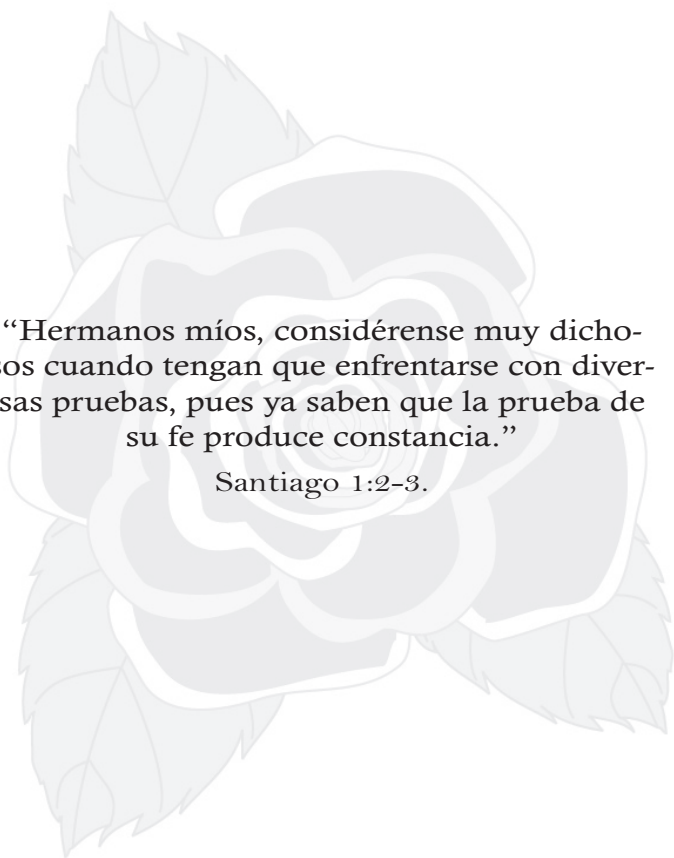 “Hermanos míos, considérense muy dicho-
sos cuando tengan que enfrentarse con diver-
sas pruebas, pues ya saben que la prueba de
su fe produce constancia.”
Santiago 1:2-3.